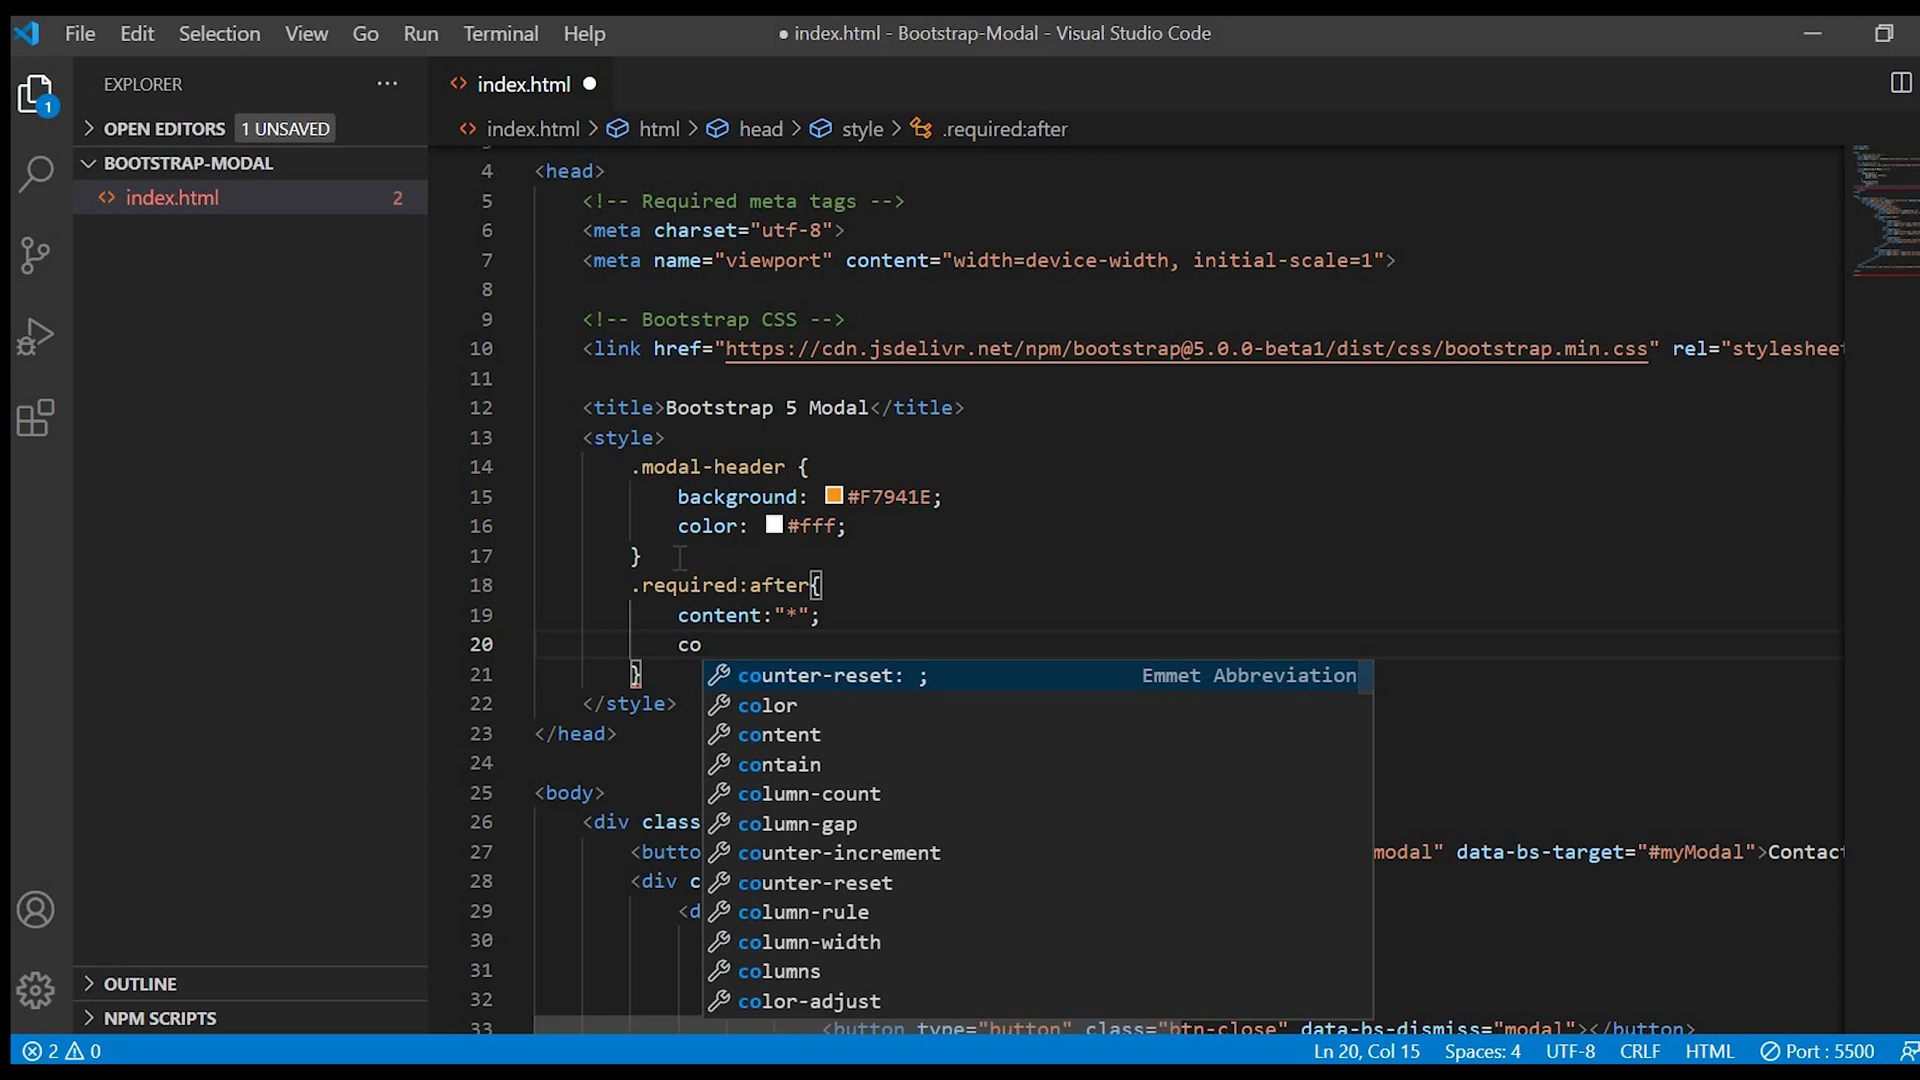 File Edit Selection View Go Run Terminal Help
● index.html - Bootstrap-Modal - Visual Studio Code
EXPLORER ...
index.html ●
1
OPEN EDITORS 1 UNSAVED
index.html > html > head > style > .required:after
BOOTSTRAP-MODAL
index.html 2
4 <head>
5 <!-- Required meta tags -->
6 <meta charset="utf-8">
7 <meta name="viewport" content="width=device-width, initial-scale=1">
8
9 <!-- Bootstrap CSS -->
10 <link href="https://cdn.jsdelivr.net/npm/bootstrap@5.0.0-beta1/dist/css/bootstrap.min.css" rel="stylesheet
11
12 <title>Bootstrap 5 Modal</title>
13 <style>
14 .modal-header {
15 background: #F7941E;
16 color: #fff;
17 }
18 .required:after{
19 content:"*";
20 co
21 }
22 </style>
23 </head>
24
25 <body>
26 <div class
27 <butto modal" data-bs-target="#myModal">Contac
28 <div c
29 <d
30
31
32
33 <button type="button" class="btn-close" data-bs-dismiss="modal"></button>
counter-reset: ; Emmet Abbreviation
color
content
contain
column-count
column-gap
counter-increment
counter-reset
column-rule
column-width
columns
color-adjust
OUTLINE
NPM SCRIPTS
2 0
Ln 20, Col 15 Spaces: 4 UTF-8 CRLF HTML Port : 5500